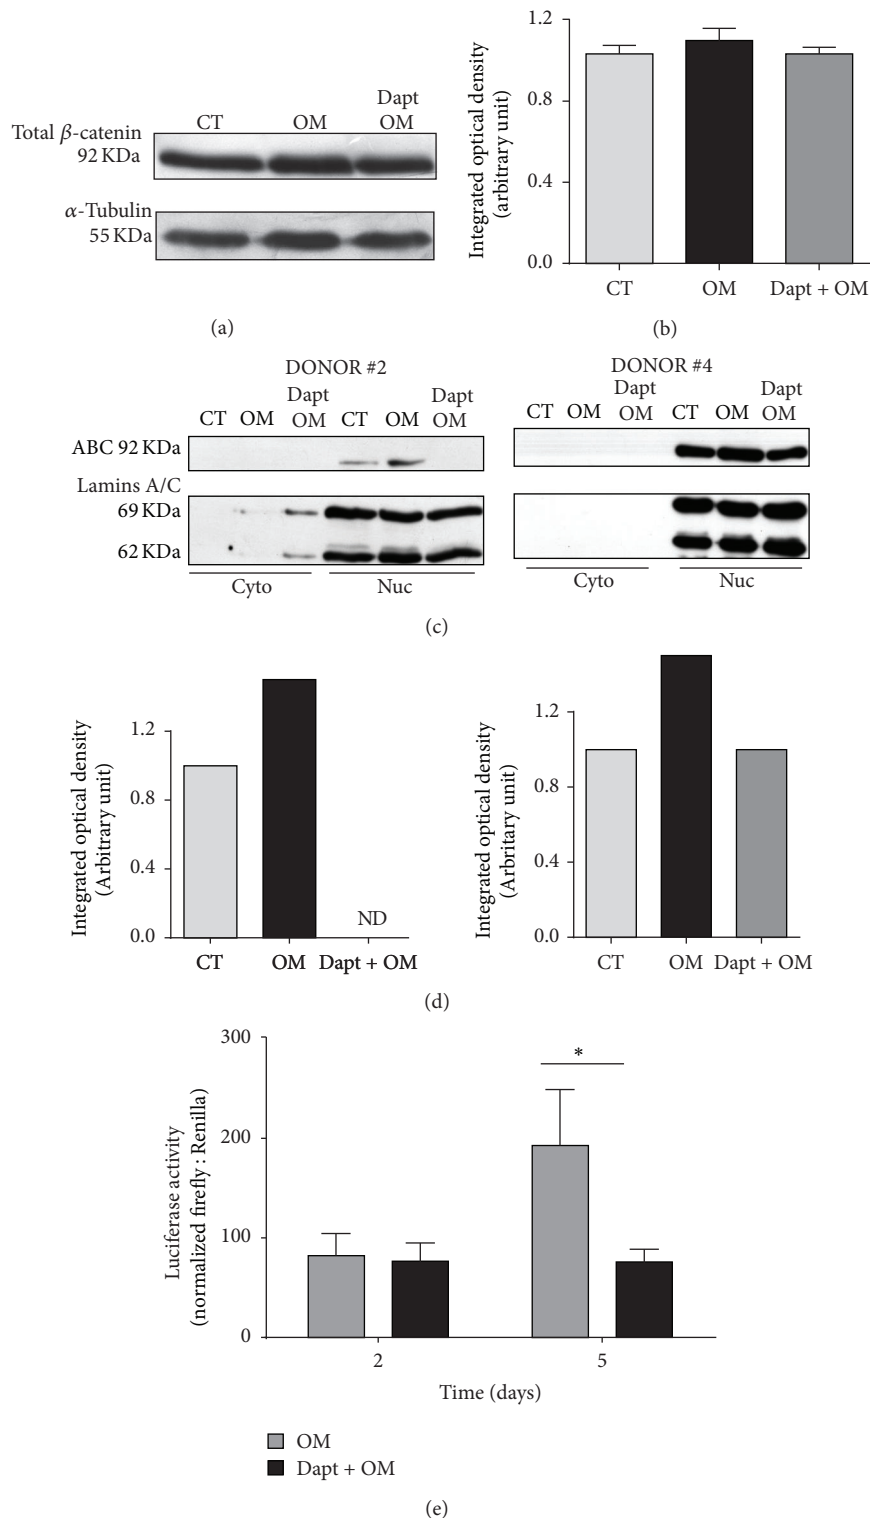 Dapt
CT OM OM
Total β-catenin
92 KDa
α-Tubulin
55 KDa
(a)
Integrated optical density
(arbitrary unit)
1.2
0.8
0.4
0.0
CT OM Dapt + OM
(b)
DONOR #2
Dapt Dapt
CT OM OM CT OM OM
ABC 92 KDa
Lamins A/C
69 KDa
62 KDa
Cyto Nuc
DONOR #4
Dapt Dapt
CT OM OM CT OM OM
Cyto Nuc
(c)
Integrated optical density
(Arbitrary unit)
1.2
0.8
0.4
0.0
ND
CT OM Dapt + OM
Integrated optical density
(Arbritary unit)
1.2
0.8
0.4
0.0
CT OM Dapt + OM
(d)
Luciferase activity
(normalized firefly : Renilla)
300
200
100
0
*
2 5
Time (days)
OM
Dapt + OM
(e)